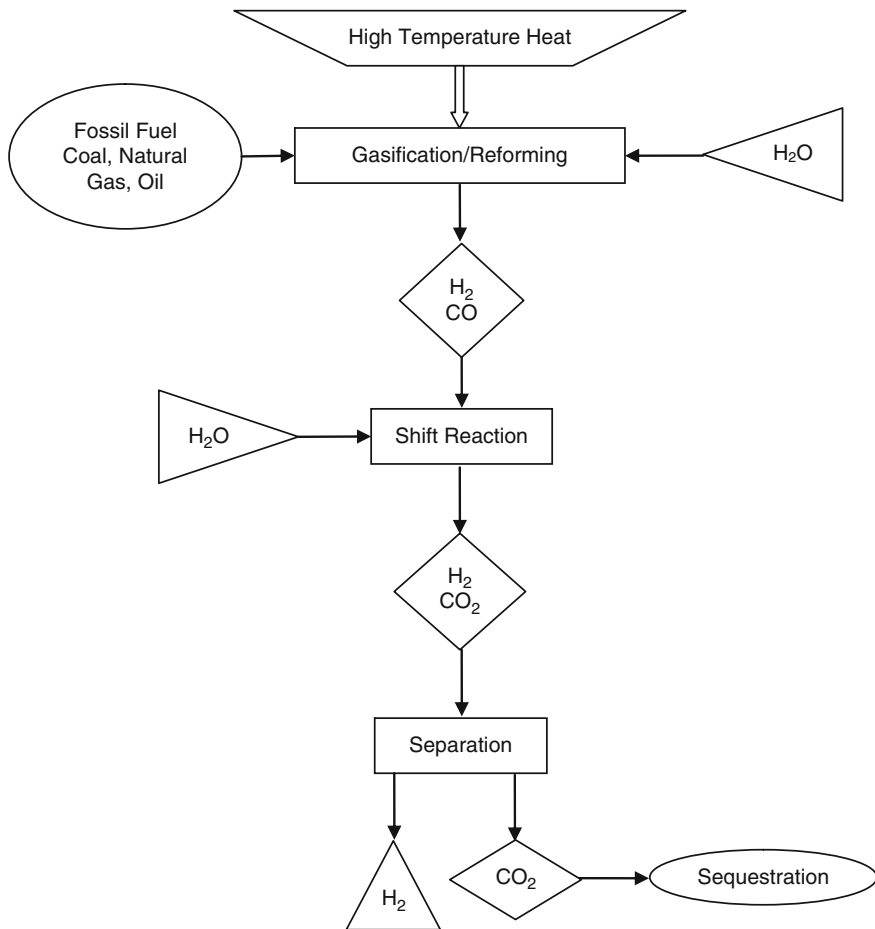 High Temperature Heat
Fossil Fuel
Coal, Natural
Gas, Oil
Gasification/Reforming
H₂O
H₂
CO
H₂O
Shift Reaction
H₂
CO₂
Separation
H₂
CO₂
Sequestration